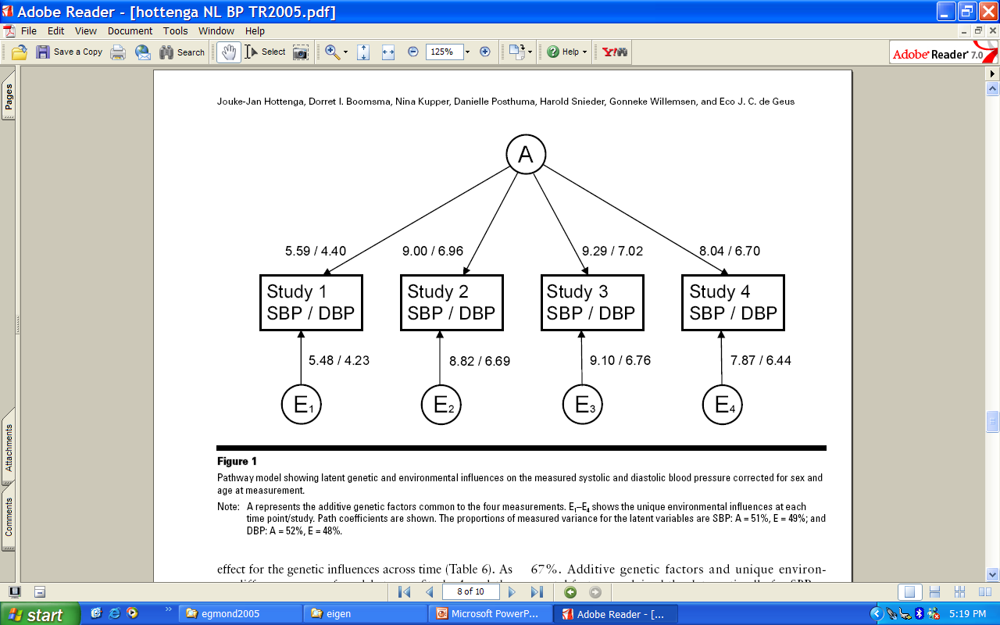 Adobe Reader - [hottenga NL BP TR2005.pdf]
File Edit View Document Tools Window Help
Save a Copy Search Select 125% Help Y! Adobe Reader 7.0
Pages
Jouke-Jan Hottenga, Dorret I. Boomsma, Nina Kupper, Danielle Posthuma, Harold Snieder, Gonneke Willemsen, and Eco J. C. de Geus
A
5.59 / 4.40 9.00 / 6.96 9.29 / 7.02 8.04 / 6.70
Study 1 Study 2 Study 3 Study 4
SBP / DBP SBP / DBP SBP / DBP SBP / DBP
5.48 / 4.23 8.82 / 6.69 9.10 / 6.76 7.87 / 6.44
E1 E2 E3 E4
Attachments
Comments
Figure 1
Pathway model showing latent genetic and environmental influences on the measured systolic and diastolic blood pressure corrected for sex and
age at measurement.
Note: A represents the additive genetic factors common to the four measurements. E1–E4 shows the unique environmental influences at each
time point/study. Path coefficients are shown. The proportions of measured variance for the latent variables are SBP: A = 51%, E = 49%; and
DBP: A = 52%, E = 48%.
effect for the genetic influences across time (Table 6). As 67%. Additive genetic factors and unique environ-
8 of 10
start egmond2005 eigen Microsoft PowerP... Adobe Reader - [... 5:19 PM